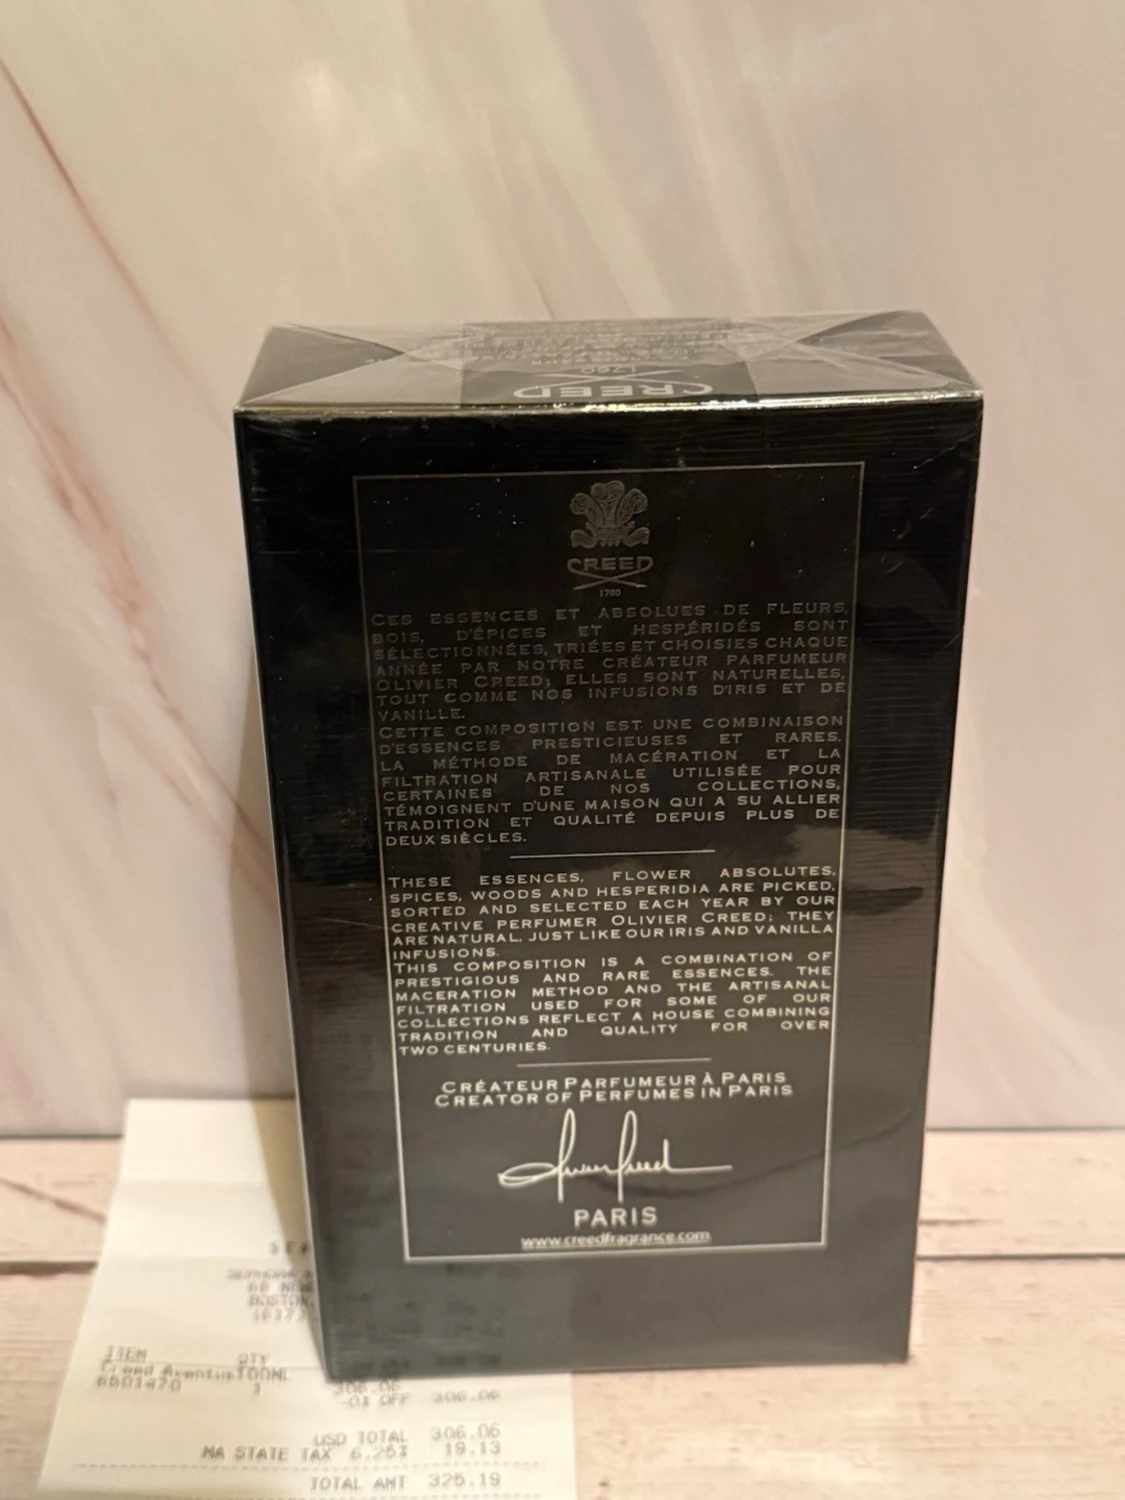 CREED
1760
CREED
1760
CES ESSENCES ET ABSOLUES DE FLEURS,
BOIS, D'ÉPICES ET HESPÉRIDÉS SONT
SÉLECTIONNÉES, TRIÉES ET CHOISIES CHAQUE
ANNÉE PAR NOTRE CRÉATEUR PARFUMEUR
OLIVIER CREED; ELLES SONT NATURELLES,
TOUT COMME NOS INFUSIONS D'IRIS ET DE
VANILLE.
CETTE COMPOSITION EST UNE COMBINAISON
D'ESSENCES PRESTICIEUSES ET RARES.
LA MÉTHODE DE MACÉRATION ET LA
FILTRATION ARTISANALE UTILISÉE POUR
CERTAINES DE NOS COLLECTIONS,
TÉMOIGNENT D'UNE MAISON QUI A SU ALLIER
TRADITION ET QUALITÉ DEPUIS PLUS DE
DEUX SIÈCLES.
THESE ESSENCES, FLOWER ABSOLUTES,
SPICES, WOODS AND HESPERIDIA ARE PICKED,
SORTED AND SELECTED EACH YEAR BY OUR
CREATIVE PERFUMER OLIVIER CREED; THEY
ARE NATURAL, JUST LIKE OUR IRIS AND VANILLA
INFUSIONS.
THIS COMPOSITION IS A COMBINATION OF
PRESTIGIOUS AND RARE ESSENCES. THE
MACERATION METHOD AND THE ARTISANAL
FILTRATION USED FOR SOME OF OUR
COLLECTIONS REFLECT A HOUSE COMBINING
TRADITION AND QUALITY FOR OVER
TWO CENTURIES.
CRÉATEUR PARFUMEUR À PARIS
CREATOR OF PERFUMES IN PARIS
PARIS
www.creedfragrance.com
BOSTON,
ITEM QTY
Creed Aventus100ML
1 306.06 306.06
-0% OFF
USD TOTAL 306.06
MA STATE TAX 6.25% 19.13
TOTAL AMT 325.19